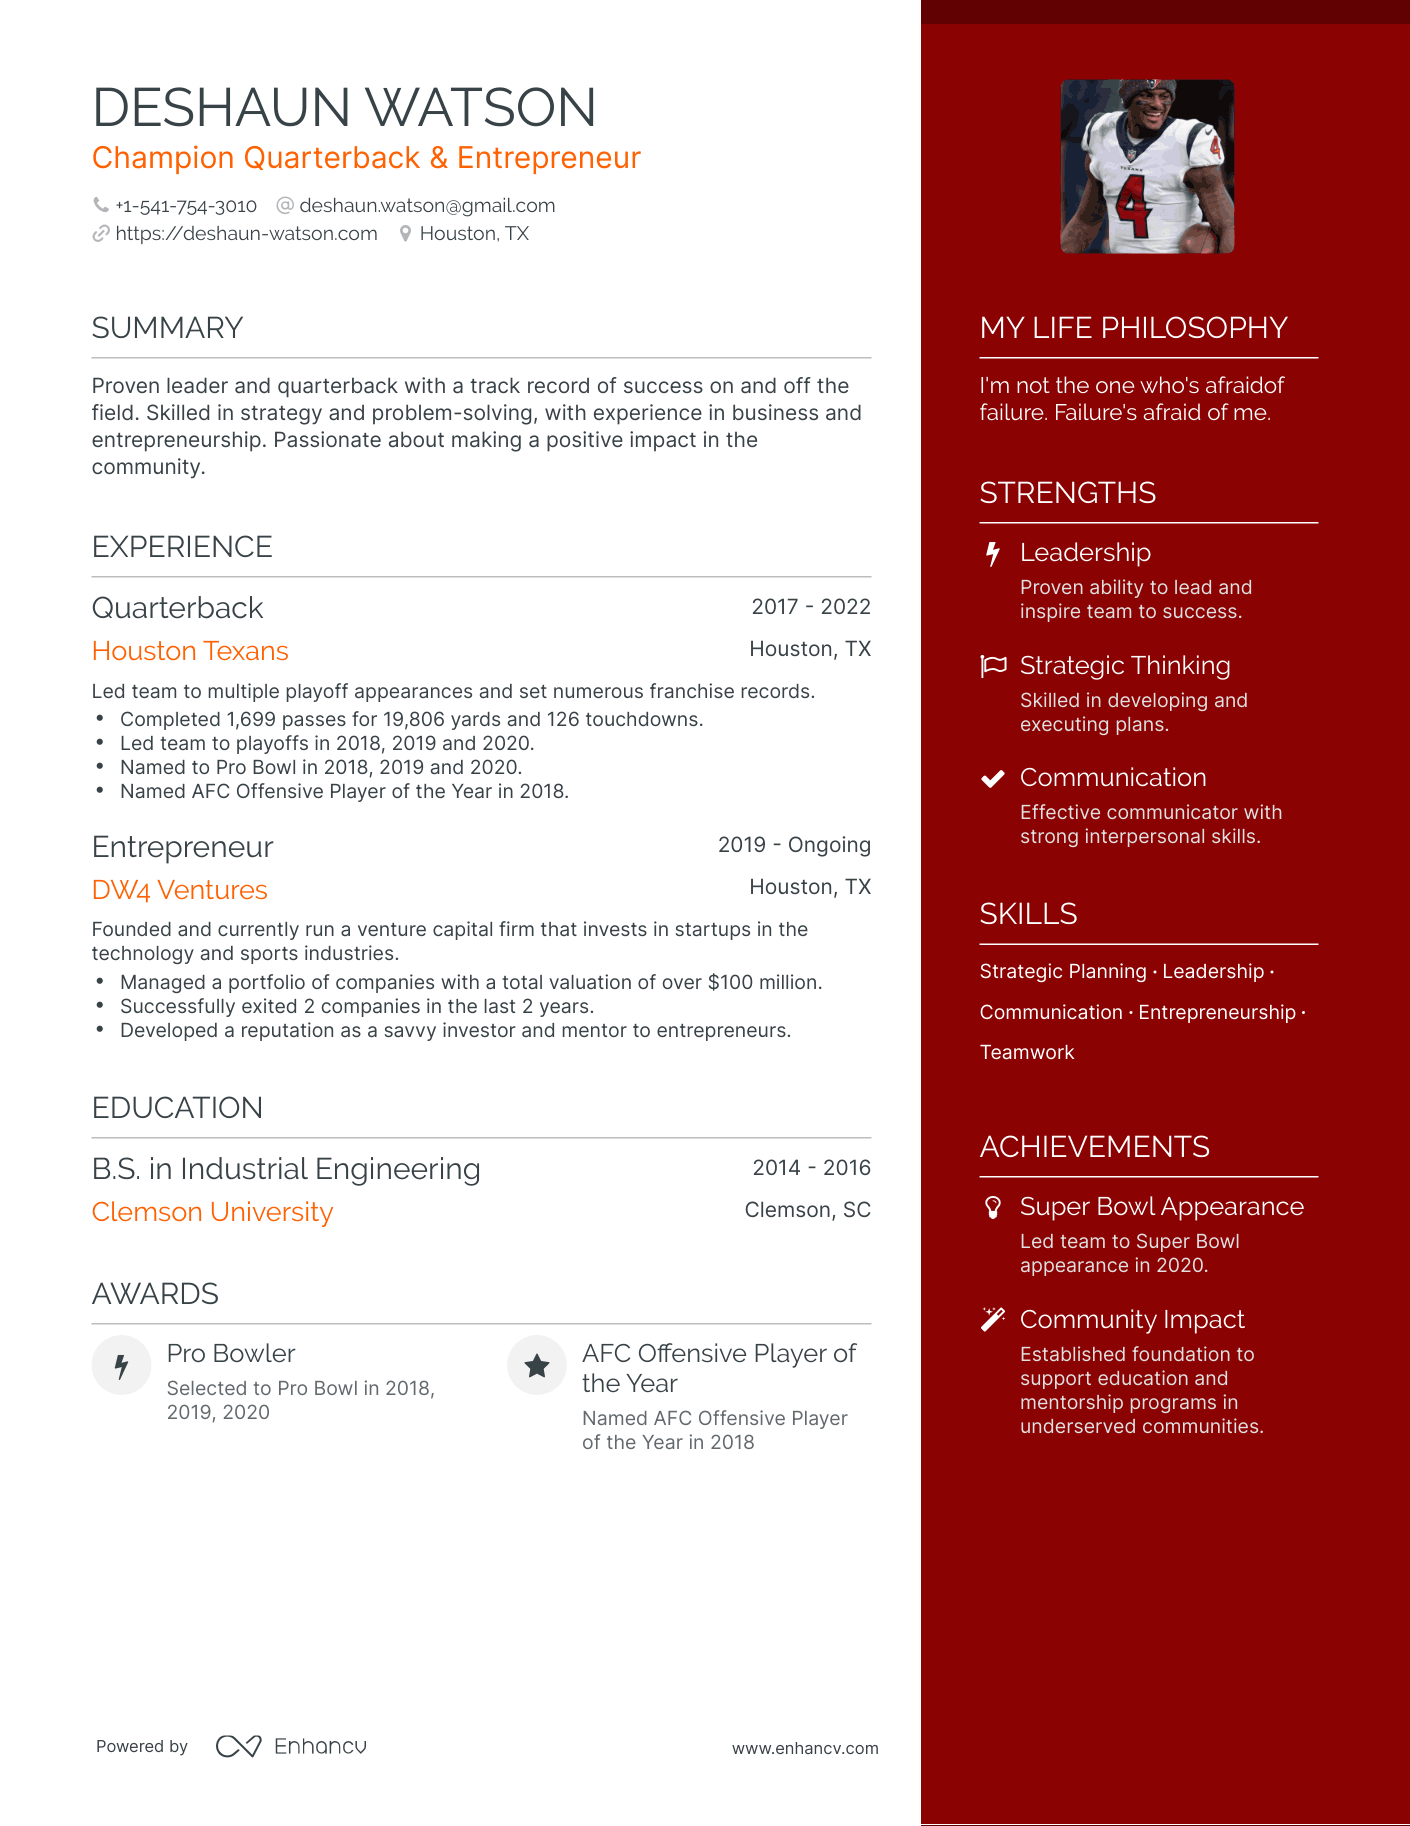 DESHAUN WATSON
Champion Quarterback & Entrepreneur
+1-541-754-3010 deshaun.watson@gmail.com
https://deshaun-watson.com Houston, TX
SUMMARY
Proven leader and quarterback with a track record of success on and off the
field. Skilled in strategy and problem-solving, with experience in business and
entrepreneurship. Passionate about making a positive impact in the
community.
EXPERIENCE
Quarterback 2017 - 2022
Houston Texans Houston, TX
Led team to multiple playoff appearances and set numerous franchise records.
• Completed 1,699 passes for 19,806 yards and 126 touchdowns.
• Led team to playoffs in 2018, 2019 and 2020.
• Named to Pro Bowl in 2018, 2019 and 2020.
• Named AFC Offensive Player of the Year in 2018.
Entrepreneur 2019 - Ongoing
DW4 Ventures Houston, TX
Founded and currently run a venture capital firm that invests in startups in the
technology and sports industries.
• Managed a portfolio of companies with a total valuation of over $100 million.
• Successfully exited 2 companies in the last 2 years.
• Developed a reputation as a savvy investor and mentor to entrepreneurs.
EDUCATION
B.S. in Industrial Engineering 2014 - 2016
Clemson University Clemson, SC
AWARDS
Pro Bowler
Selected to Pro Bowl in 2018,
2019, 2020
AFC Offensive Player of
the Year
Named AFC Offensive Player
of the Year in 2018
Powered by Enhancv www.enhancv.com
TEXANS
4
4
MY LIFE PHILOSOPHY
I'm not the one who's afraidof
failure. Failure's afraid of me.
STRENGTHS
Leadership
Proven ability to lead and
inspire team to success.
Strategic Thinking
Skilled in developing and
executing plans.
Communication
Effective communicator with
strong interpersonal skills.
SKILLS
Strategic Planning · Leadership ·
Communication · Entrepreneurship ·
Teamwork
ACHIEVEMENTS
Super Bowl Appearance
Led team to Super Bowl
appearance in 2020.
Community Impact
Established foundation to
support education and
mentorship programs in
underserved communities.